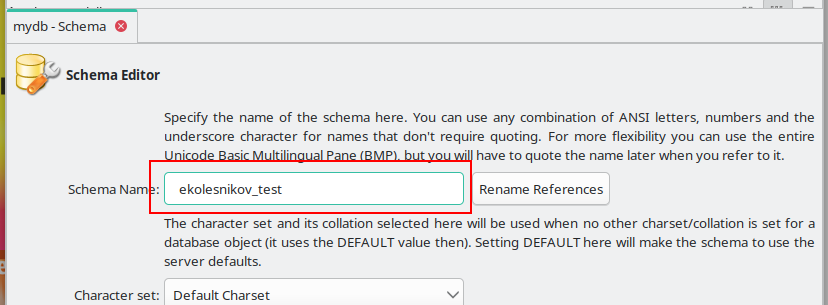 mydb - Schema
Schema Editor
Specify the name of the schema here. You can use any combination of ANSI letters, numbers and the
underscore character for names that don't require quoting. For more flexibility you can use the entire
Unicode Basic Multilingual Pane (BMP), but you will have to quote the name later when you refer to it.
Schema Name: ekolesnikov_test Rename References
The character set and its collation selected here will be used when no other charset/collation is set for a
database object (it uses the DEFAULT value then). Setting DEFAULT here will make the schema to use the
server defaults.
Character set: Default Charset